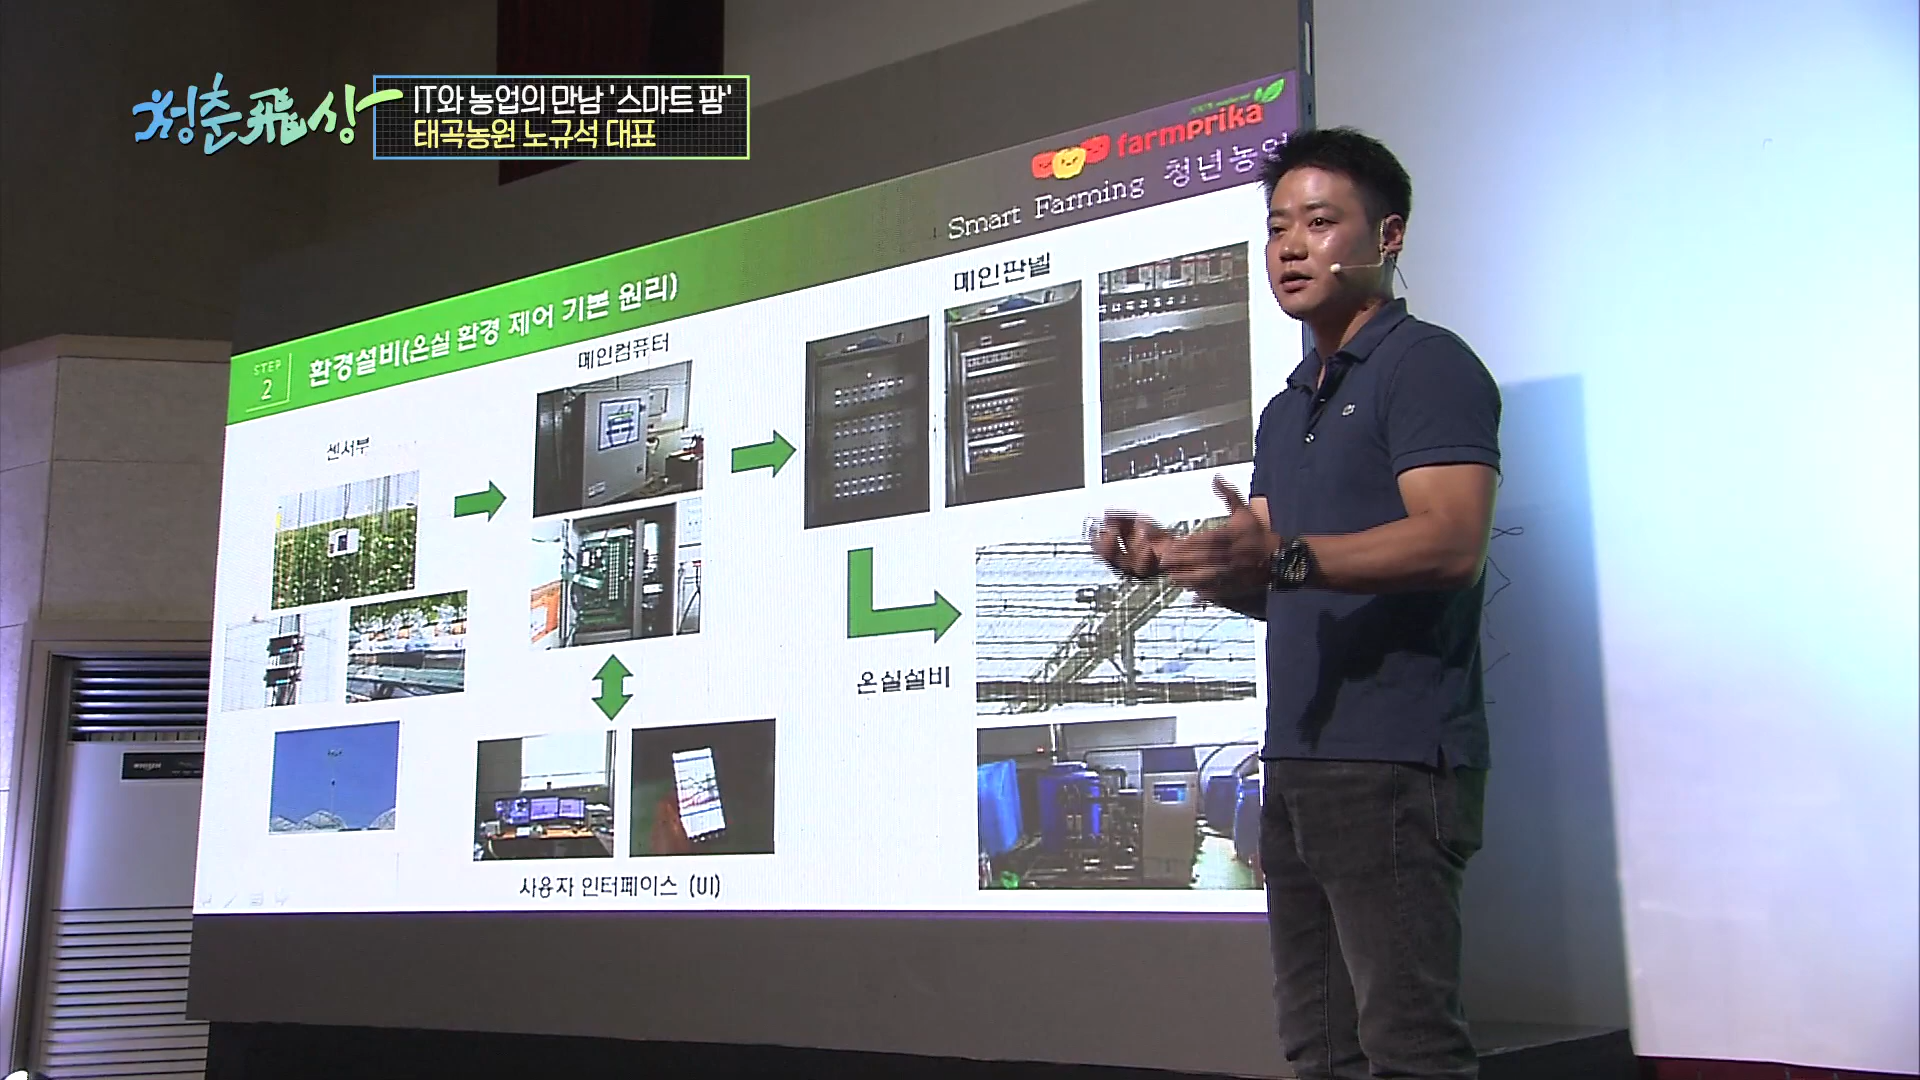 청춘飛상
IT와 농업의 만남 '스마트 팜'
태곡농원 노규석 대표
farmprika
Smart Farming 청년농업
STEP
2
환경설비(온실 환경 제어 기본 원리)
센서부
메인컴퓨터
메인판넬
온실설비
사용자 인터페이스 (UI)